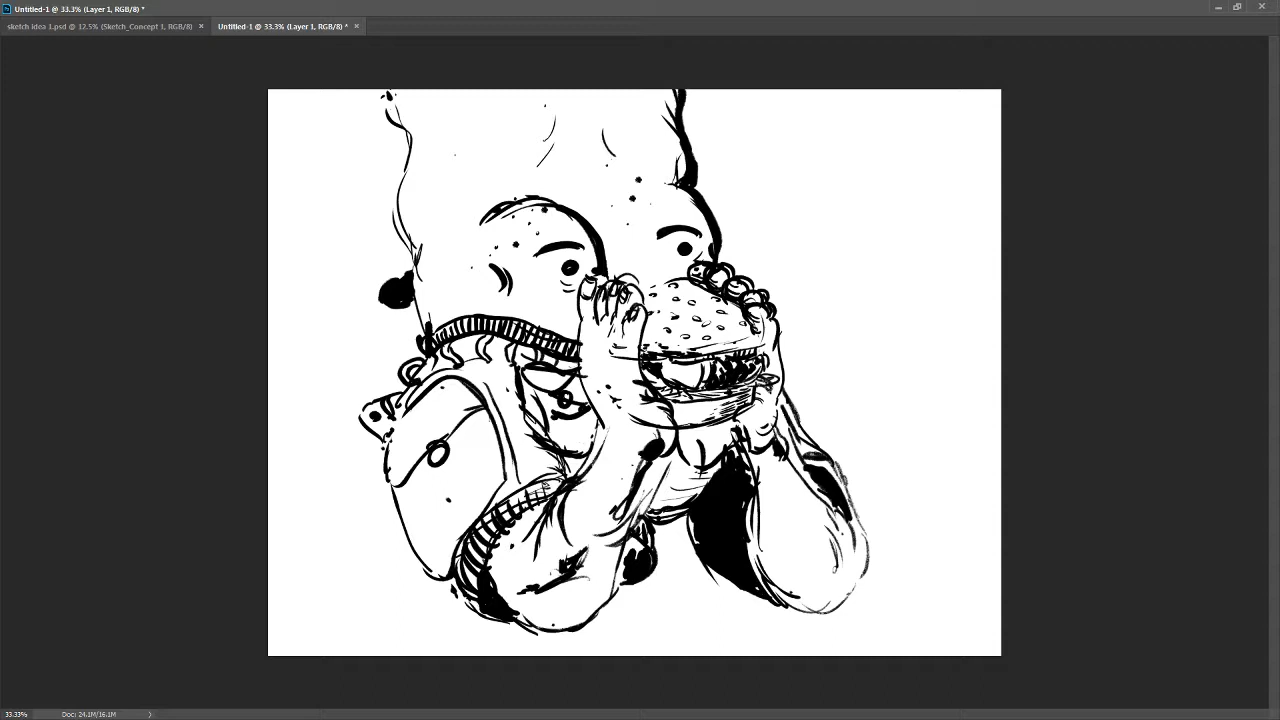 Untitled-1 @ 33.3% (Layer 1, RGB/8) *
sketch idea 1.psd @ 12.5% (Sketch_Concept 1, RGB/8) × Untitled-1 @ 33.3% (Layer 1, RGB/8) * ×
33.33% Doc: 24.1M/16.1M